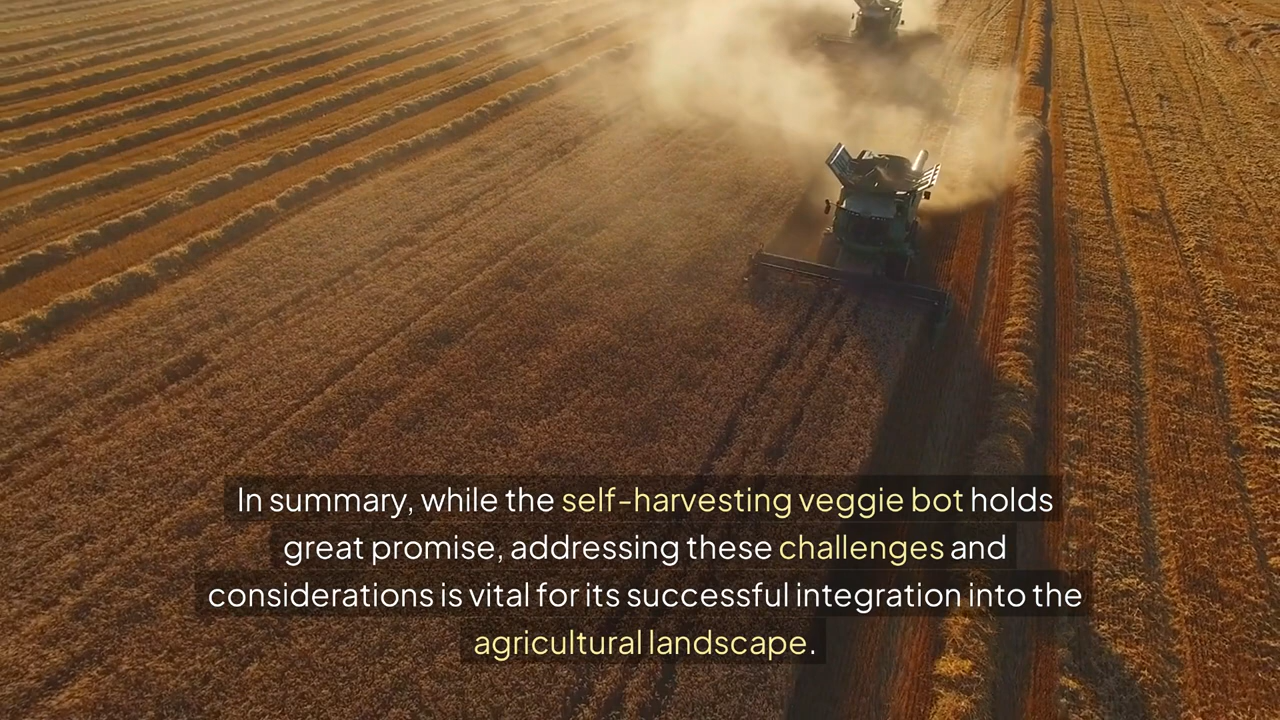 In summary, while the self-harvesting veggie bot holds
great promise, addressing these challenges and
considerations is vital for its successful integration into the
agricultural landscape.